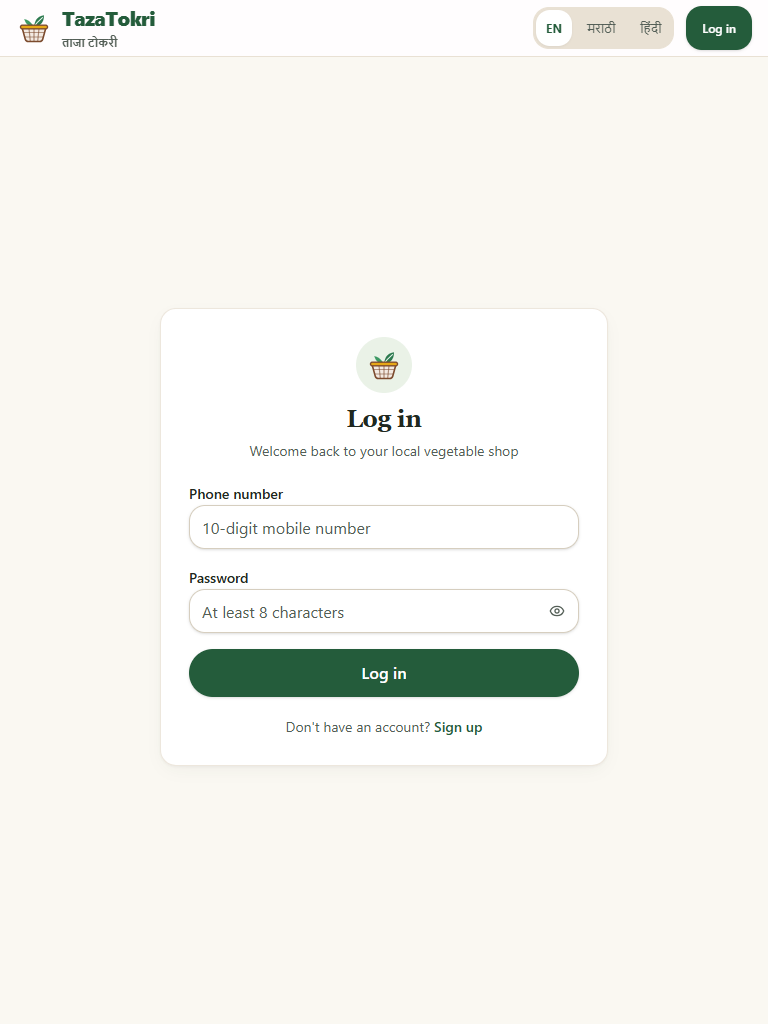 TazaTokri
ताजा टोकरी
EN
मराठी
हिंदी
Log in
Log in
Welcome back to your local vegetable shop
Phone number
10-digit mobile number
Password
At least 8 characters
Log in
Don't have an account? Sign up